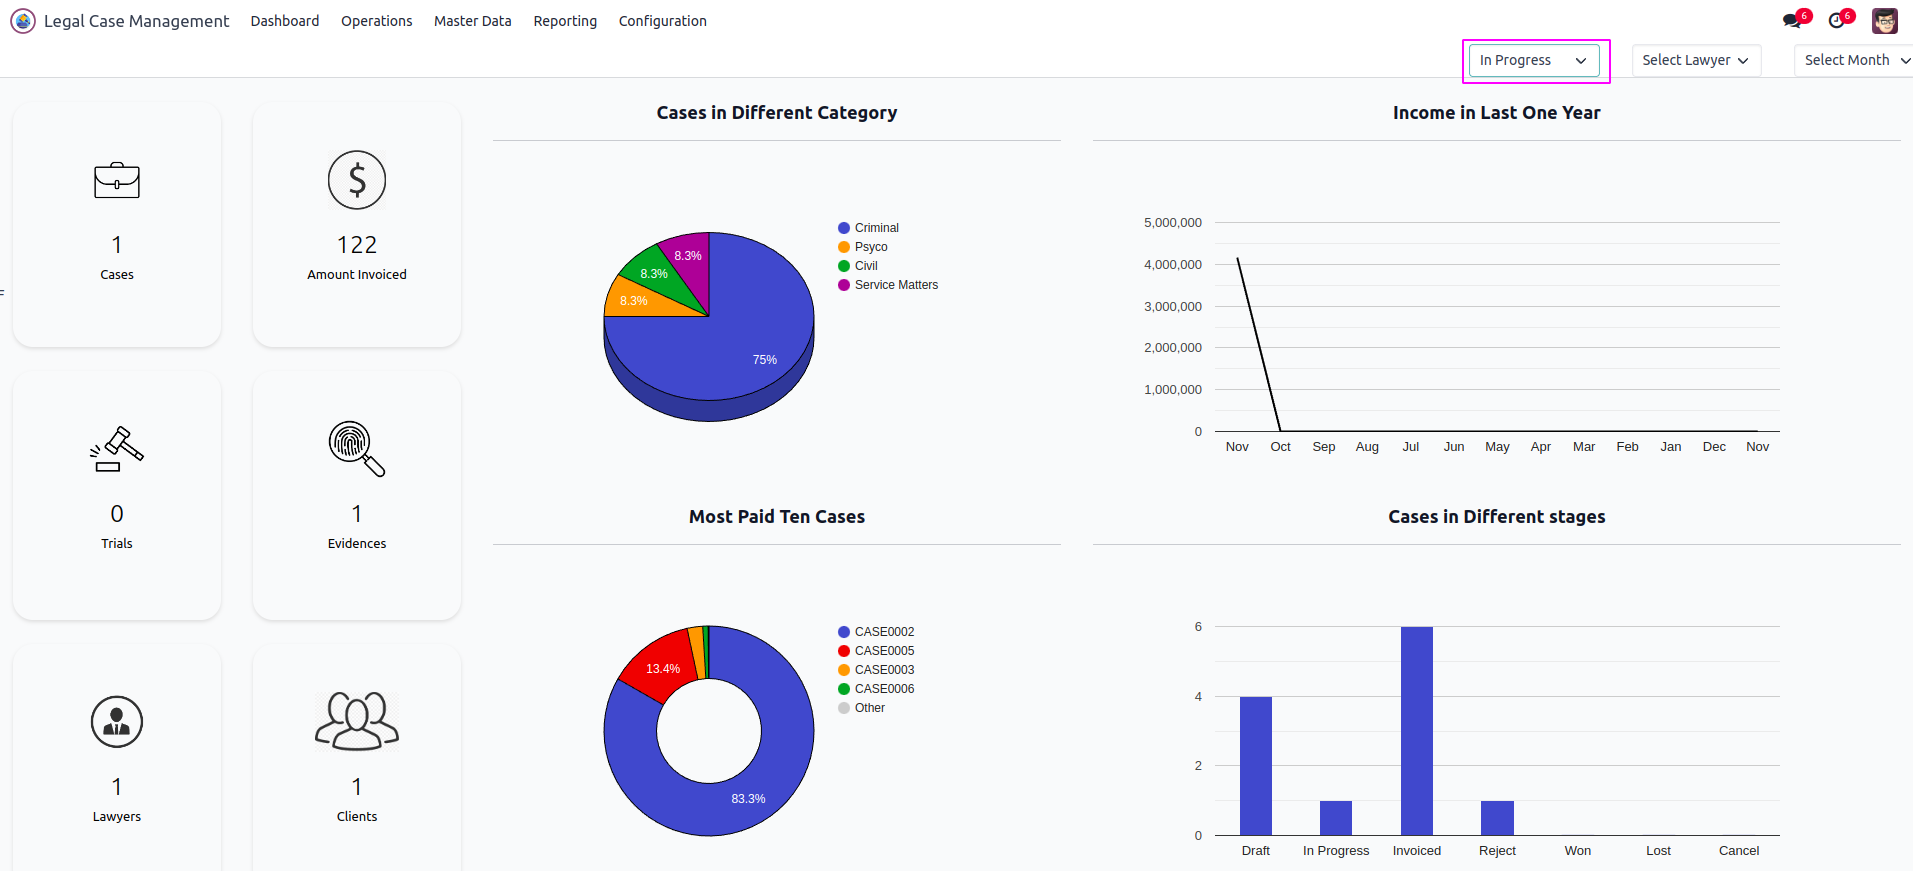 Legal Case Management Dashboard Operations Master Data Reporting Configuration 6 6
In Progress Select Lawyer Select Month
1
Cases
122
Amount Invoiced
0
Trials
1
Evidences
1
Lawyers
1
Clients
Cases in Different Category
Criminal
Psyco
Civil
Service Matters
8.3%
8.3%
8.3%
75%
Income in Last One Year
5,000,000
4,000,000
3,000,000
2,000,000
1,000,000
0
Nov Oct Sep Aug Jul Jun May Apr Mar Feb Jan Dec Nov
Most Paid Ten Cases
CASE0002
CASE0005
CASE0003
CASE0006
Other
13.4%
83.3%
Cases in Different stages
6
4
2
0
Draft In Progress Invoiced Reject Won Lost Cancel